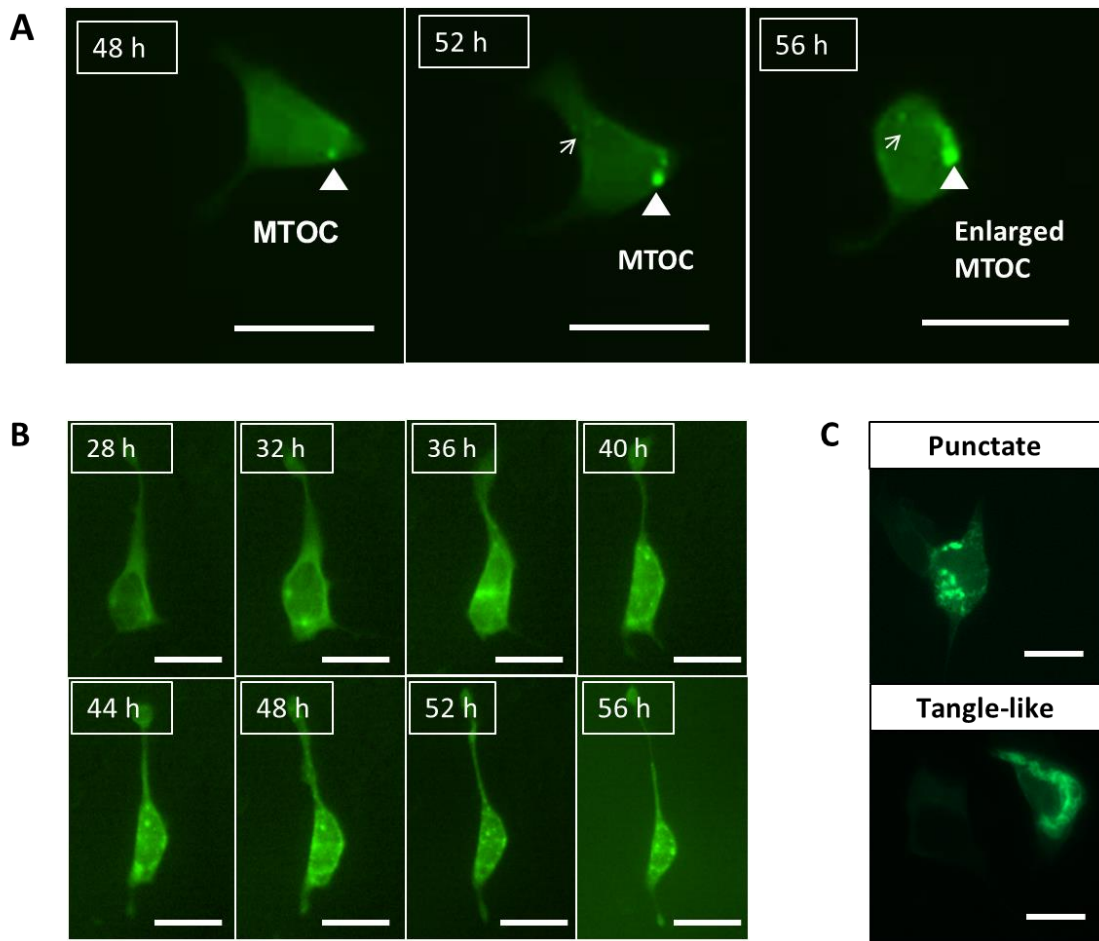 A
48 h
52 h
56 h
MTOC
MTOC
Enlarged
MTOC
B
28 h
32 h
36 h
40 h
44 h
48 h
52 h
56 h
C
Punctate
Tangle-like